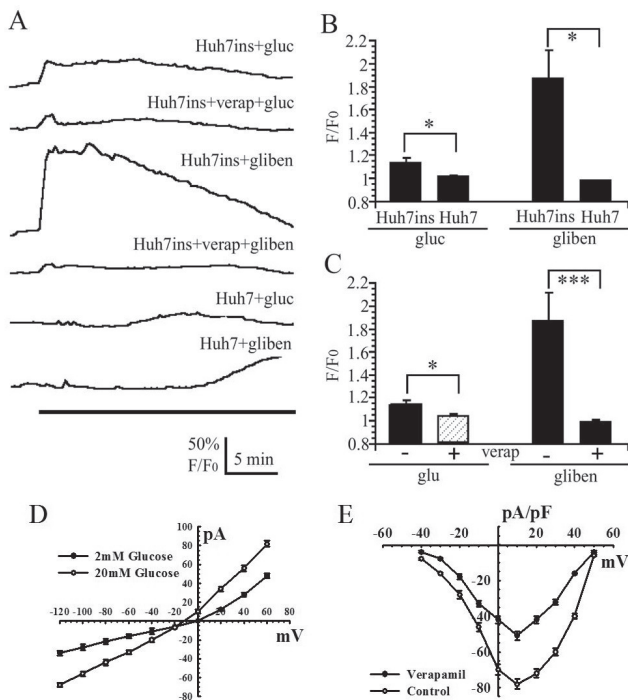 A
Huh7ins+gluc
Huh7ins+verap+gluc
Huh7ins+gliben
Huh7ins+verap+gliben
Huh7+gluc
Huh7+gliben
50%
F/F0
5 min
B
F/F0
2.2
2
1.8
1.6
1.4
1.2
1
0.8
*
*
Huh7ins Huh7 Huh7ins Huh7
gluc gliben
C
F/F0
2.2
2
1.8
1.6
1.4
1.2
1
0.8
*
***
- + verap - +
glu gliben
D
pA
100
80
60
40
20
-20
-40
-60
-80
-120 -100 -80 -60 -40 -20 0 20 40 60 80
mV
2mM Glucose
20mM Glucose
E
pA/pF
-60 -40 -20 0 20 40 60
mV
-20
-40
-60
-80
Verapamil
Control